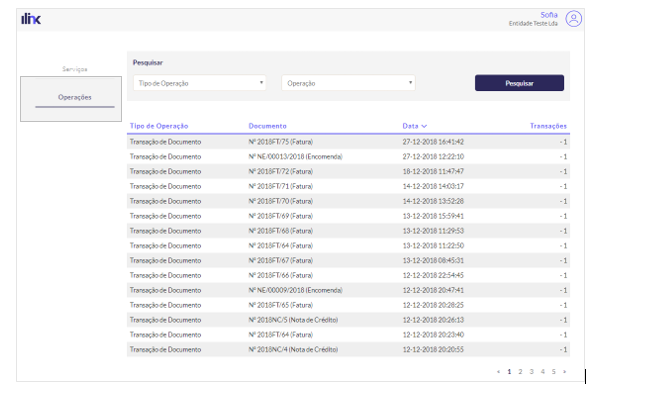 ilink
Sofia
Entidade Teste Lda
Serviços
Operações
Pesquisar
Tipo de Operação
Operação
Pesquisar
Tipo de Operação Documento Data Transações
Transação de Documento Nº 2018FT/75 (Fatura) 27-12-2018 16:41:42 - 1
Transação de Documento Nº NE/00013/2018 (Encomenda) 27-12-2018 12:22:10 - 1
Transação de Documento Nº 2018FT/72 (Fatura) 18-12-2018 11:47:47 - 1
Transação de Documento Nº 2018FT/71 (Fatura) 14-12-2018 14:03:17 - 1
Transação de Documento Nº 2018FT/70 (Fatura) 14-12-2018 13:52:28 - 1
Transação de Documento Nº 2018FT/69 (Fatura) 13-12-2018 15:59:41 - 1
Transação de Documento Nº 2018FT/68 (Fatura) 13-12-2018 11:29:53 - 1
Transação de Documento Nº 2018FT/64 (Fatura) 13-12-2018 11:22:50 - 1
Transação de Documento Nº 2018FT/67 (Fatura) 13-12-2018 08:45:31 - 1
Transação de Documento Nº 2018FT/66 (Fatura) 12-12-2018 22:54:45 - 1
Transação de Documento Nº NE/00009/2018 (Encomenda) 12-12-2018 20:47:41 - 1
Transação de Documento Nº 2018FT/65 (Fatura) 12-12-2018 20:28:25 - 1
Transação de Documento Nº 2018NC/5 (Nota de Crédito) 12-12-2018 20:26:13 - 1
Transação de Documento Nº 2018FT/64 (Fatura) 12-12-2018 20:23:40 - 1
Transação de Documento Nº 2018NC/4 (Nota de Crédito) 12-12-2018 20:20:55 - 1
« 1 2 3 4 5 »